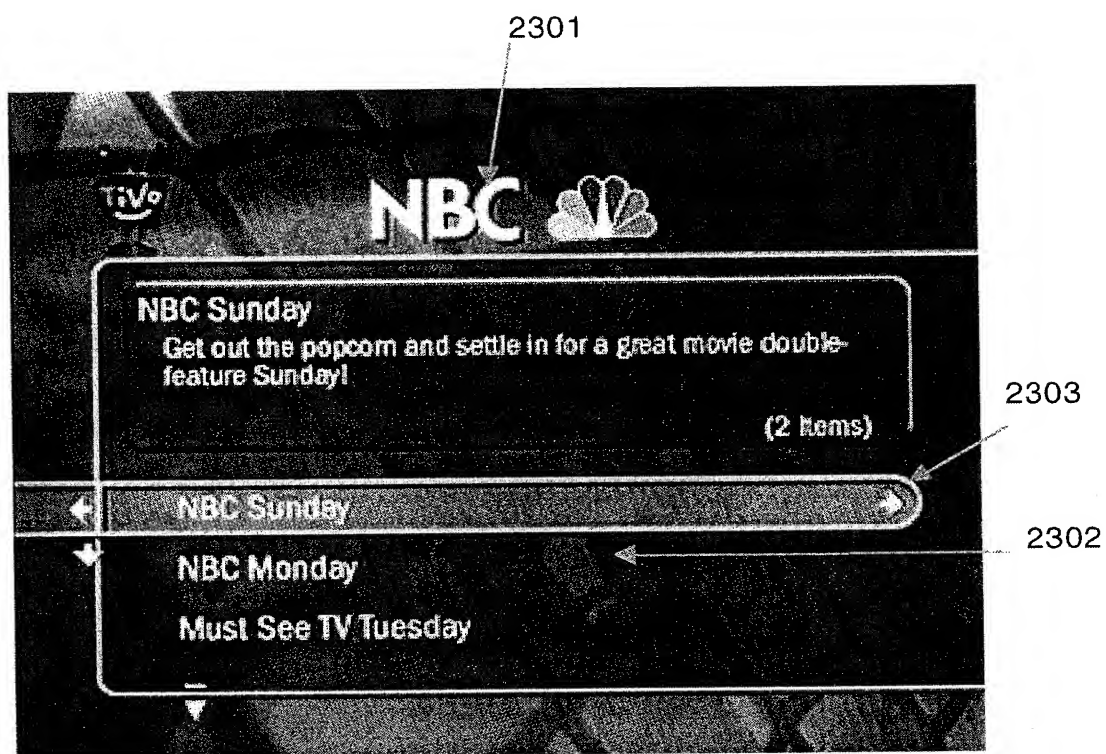 2301
TiVo
NBC
NBC Sunday
Get out the popcorn and settle in for a great movie double-
feature Sunday!
(2 Items)
2303
NBC Sunday
2302
NBC Monday
Must See TV Tuesday